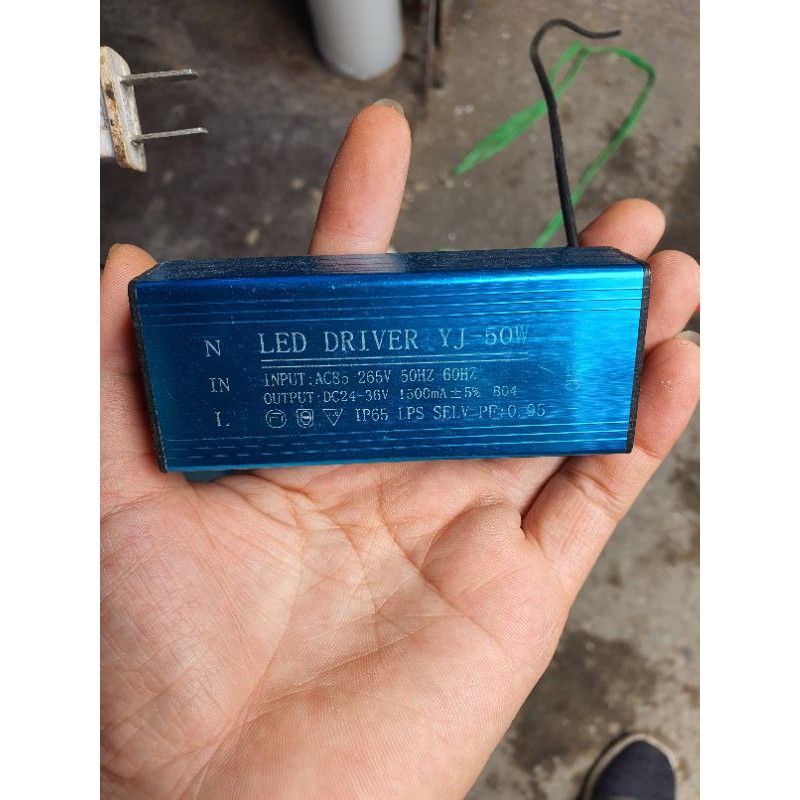 N LED DRIVER YJ-50W
IN INPUT:AC85-265V 50HZ 60HZ
OUTPUT:DC24-36V 1500mA±5% 804
L IP65 LPS SELV PF:0.95